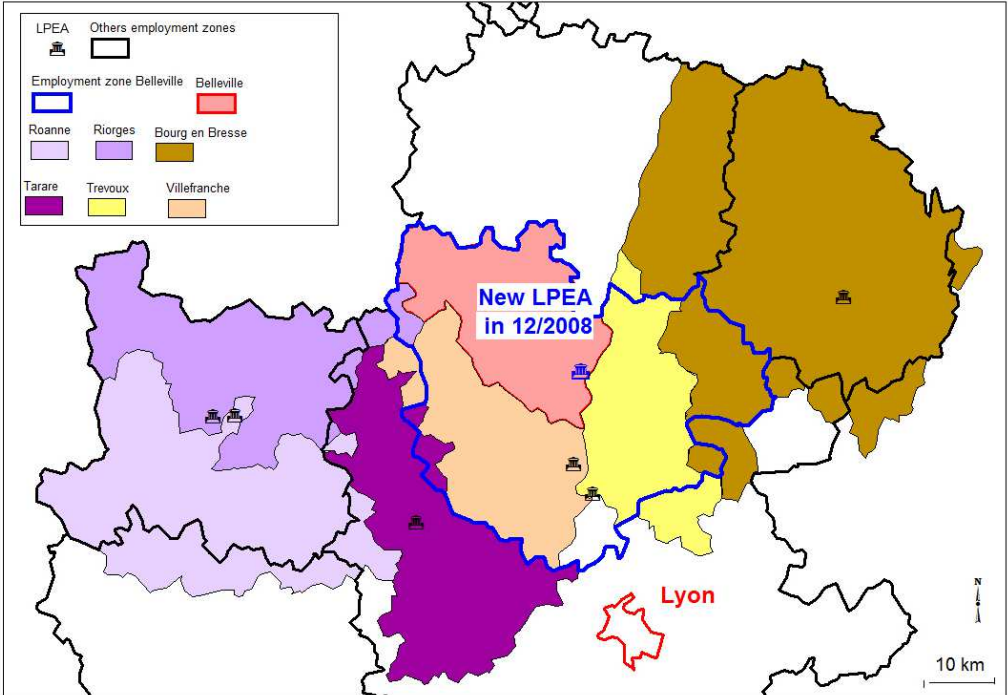 LPEA Others employment zones
Employment zone Belleville Belleville
Roanne Riorges Bourg en Bresse
Tarare Trevoux Villefranche
New LPEA
in 12/2008
Lyon
N
10 km